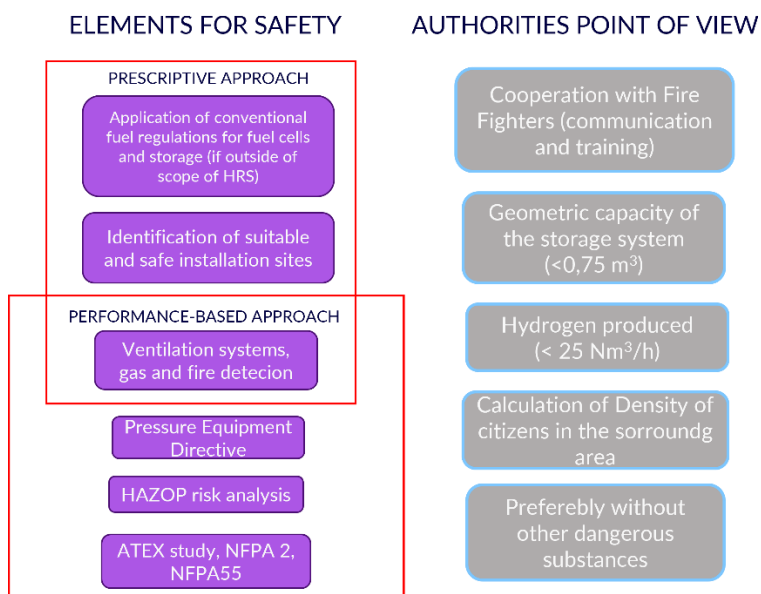 ELEMENTS FOR SAFETY
PRESCRIPTIVE APPROACH
Application of conventional
fuel regulations for fuel cells
and storage (if outside of
scope of HRS)
Identification of suitable
and safe installation sites
PERFORMANCE-BASED APPROACH
Ventilation systems,
gas and fire detecion
Pressure Equipment
Directive
HAZOP risk analysis
ATEX study, NFPA 2,
NFPA55
AUTHORITIES POINT OF VIEW
Cooperation with Fire
Fighters (communication
and training)
Geometric capacity of
the storage system
(<0,75 m³)
Hydrogen produced
(< 25 Nm³/h)
Calculation of Density of
citizens in the sorroundg
area
Preferebly without
other dangerous
substances